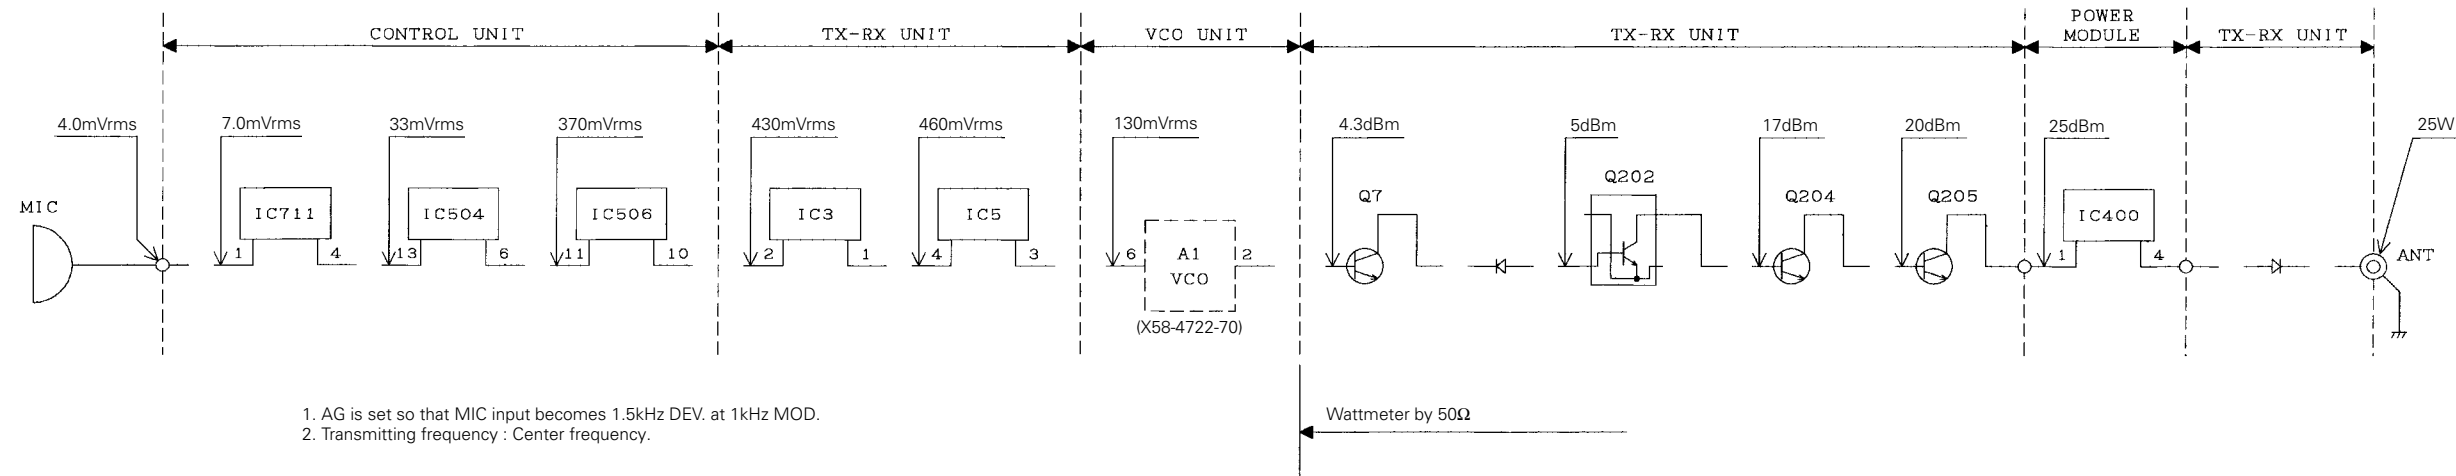 CONTROL UNIT
TX-RX UNIT
VCO UNIT
TX-RX UNIT
POWER
MODULE
TX-RX UNIT
4.0mVrms
7.0mVrms
33mVrms
370mVrms
430mVrms
460mVrms
130mVrms
4.3dBm
5dBm
17dBm
20dBm
25dBm
25W
MIC
IC711
IC504
IC506
IC3
IC5
Q7
Q202
Q204
Q205
IC400
1 4
13 6
11 10
2 1
4 3
6 A1 2
VCO
1 4
ANT
(X58-4722-70)
1. AG is set so that MIC input becomes 1.5kHz DEV. at 1kHz MOD.
2. Transmitting frequency : Center frequency.
Wattmeter by 50Ω